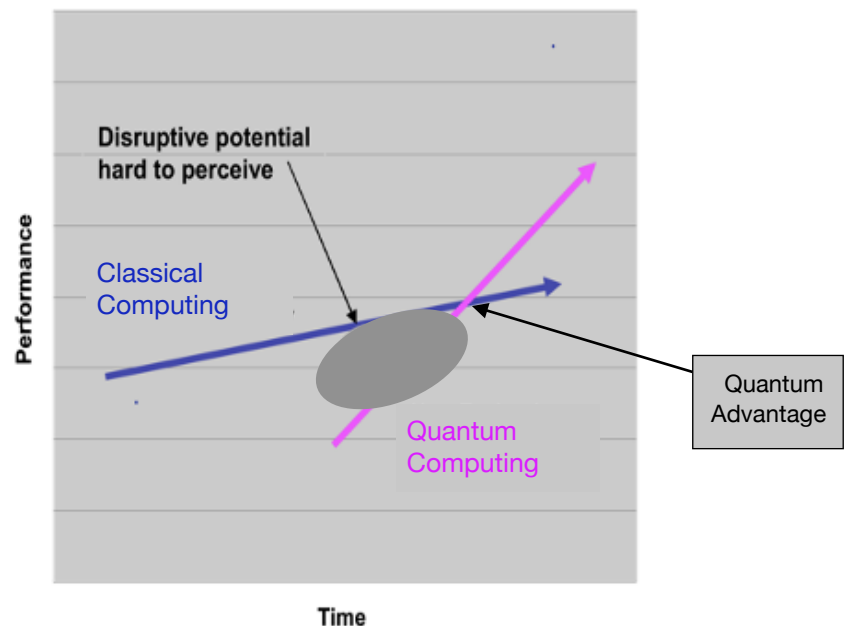 Disruptive potential
hard to perceive
Classical
Computing
Performance
Quantum
Advantage
Quantum
Computing
Time